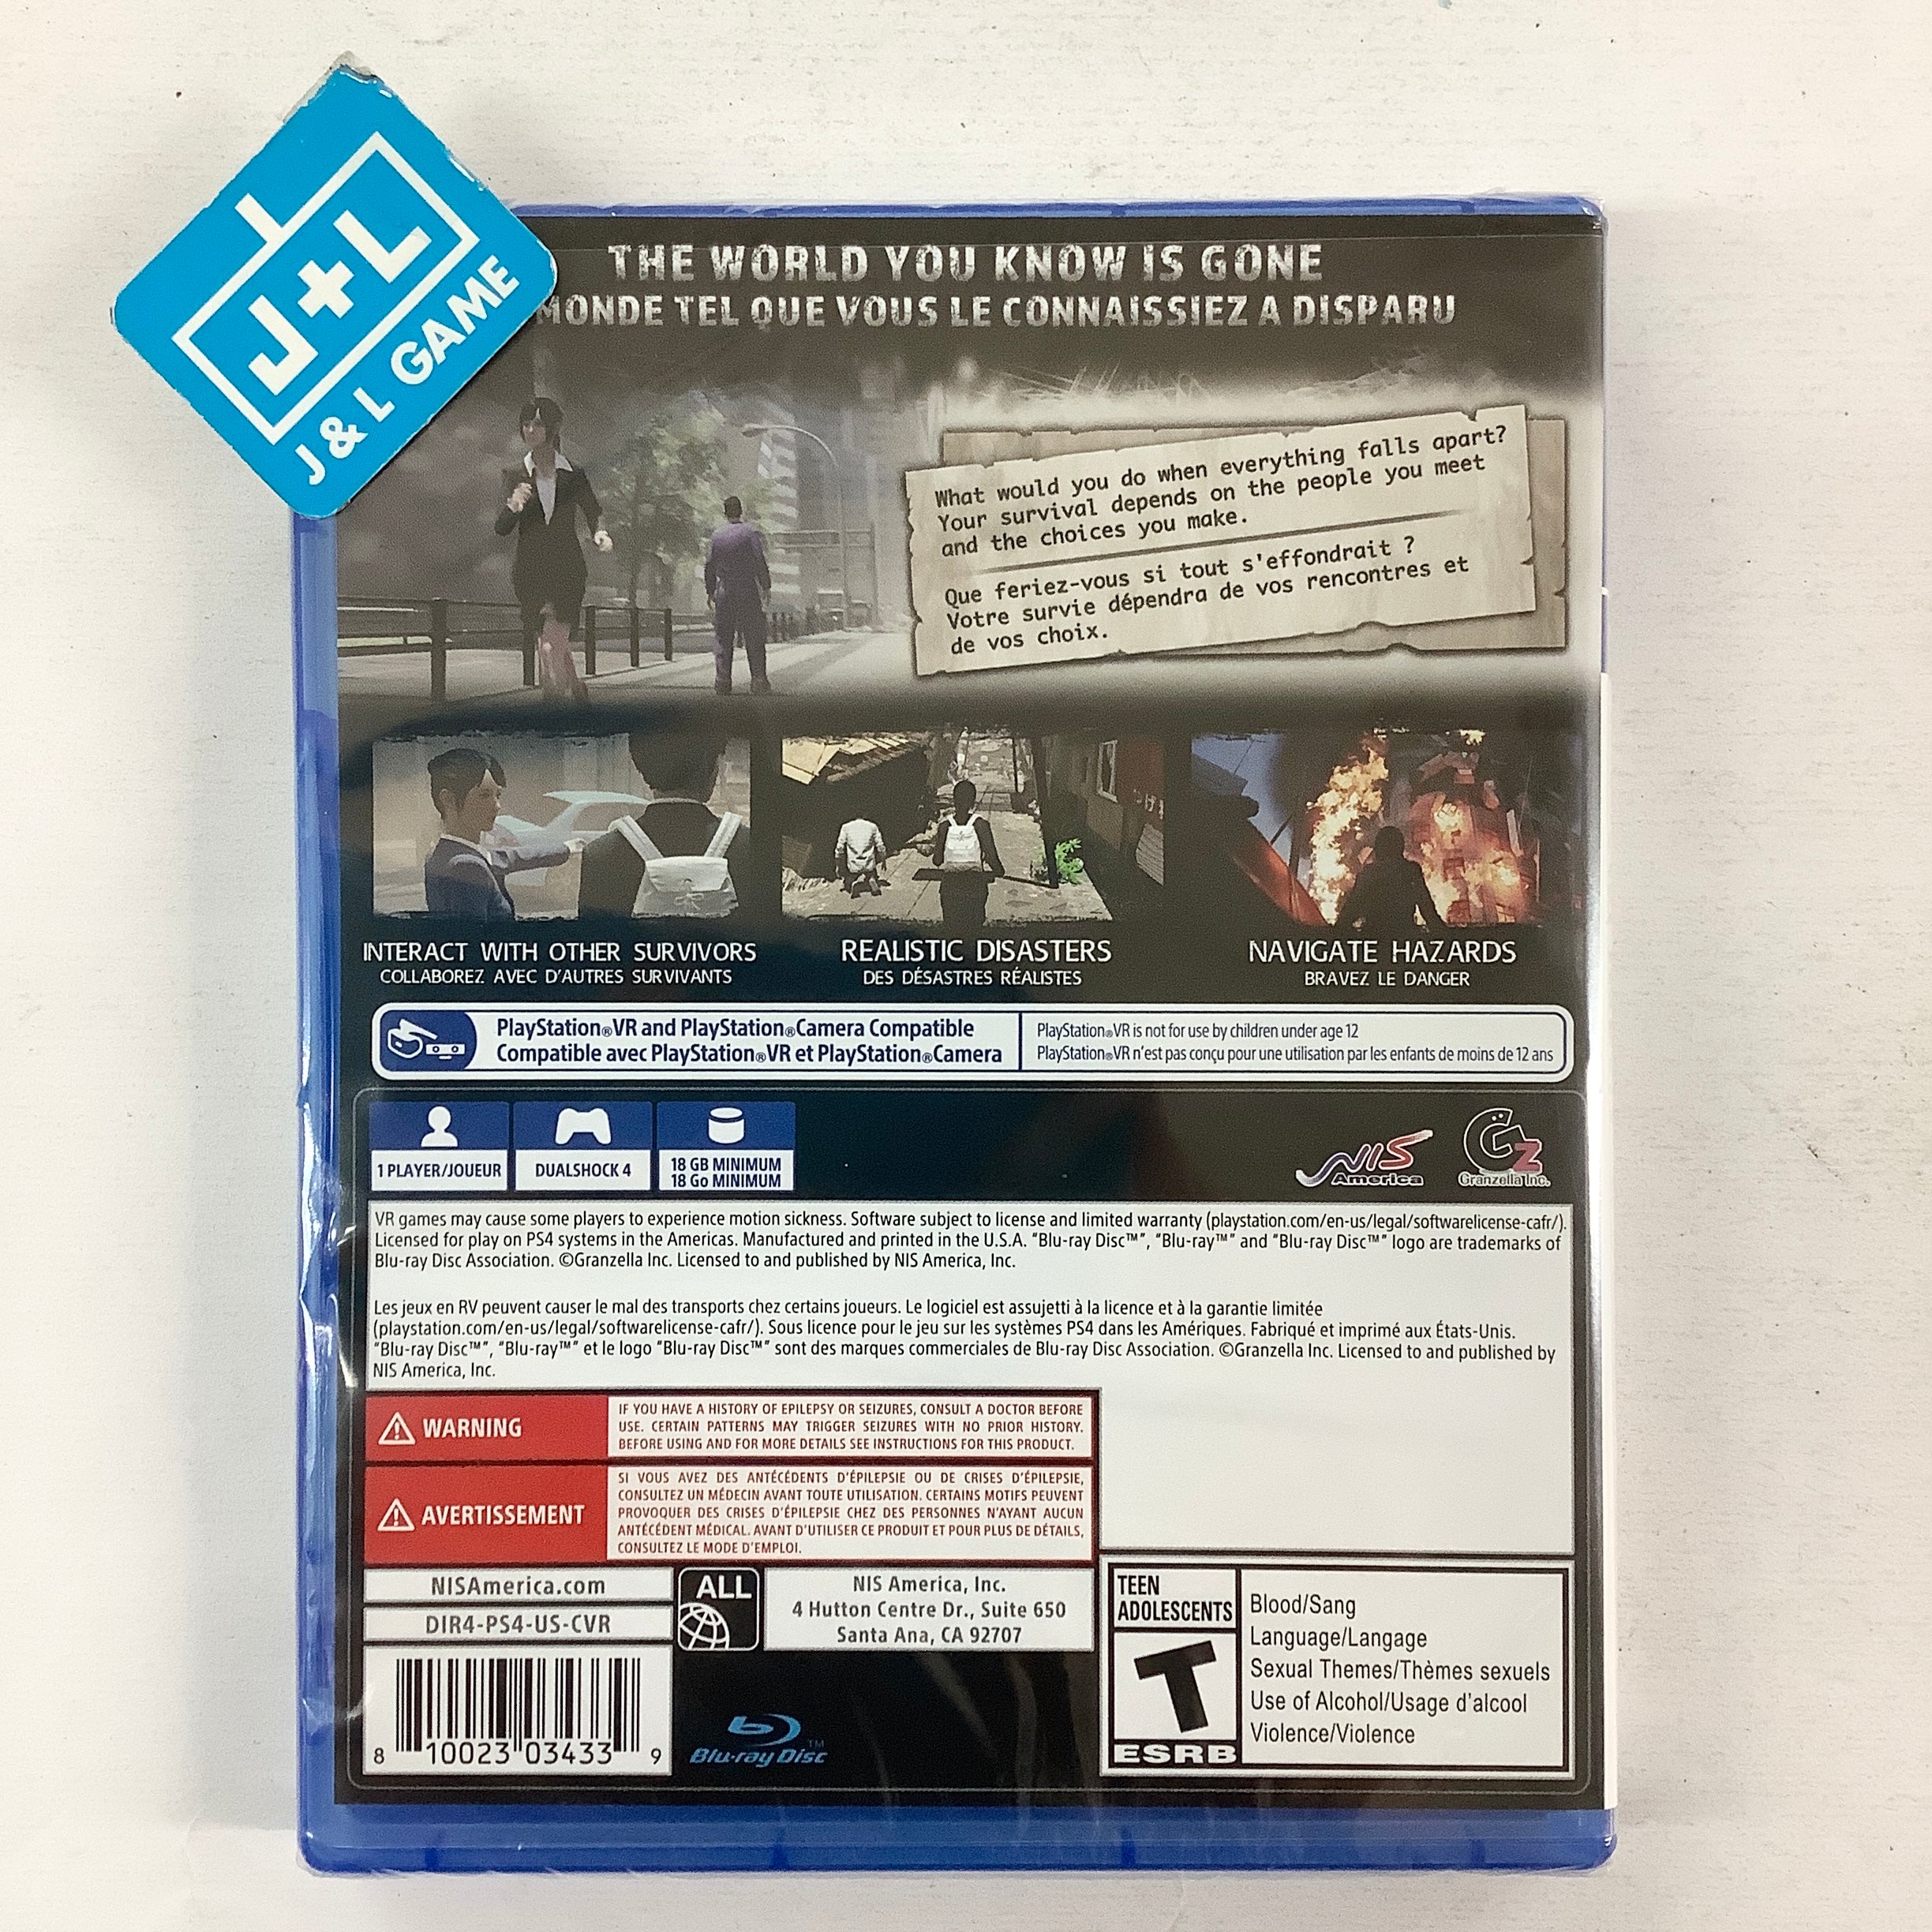 J+L
J & L GAME
THE WORLD YOU KNOW IS GONE
MONDE TEL QUE VOUS LE CONNAISSIEZ A DISPARU
What would you do when everything falls apart?
Your survival depends on the people you meet
and the choices you make.
Que feriez-vous si tout s'effondrait ?
Votre survie dépendra de vos rencontres et
de vos choix.
INTERACT WITH OTHER SURVIVORS
COLLABOREZ AVEC D'AUTRES SURVIVANTS
REALISTIC DISASTERS
DES DÉSASTRES RÉALISTES
NAVIGATE HAZARDS
BRAVEZ LE DANGER
PlayStation®VR and PlayStation®Camera Compatible
Compatible avec PlayStation®VR et PlayStation®Camera
PlayStation®VR is not for use by children under age 12
PlayStation®VR n'est pas conçu pour une utilisation par les enfants de moins de 12 ans
1 PLAYER/JOUEUR
DUALSHOCK 4
18 GB MINIMUM
18 Go MINIMUM
NIS
America
Gz
Granzella Inc.
VR games may cause some players to experience motion sickness. Software subject to license and limited warranty (playstation.com/en-us/legal/softwarelicense-cafr/).
Licensed for play on PS4 systems in the Americas. Manufactured and printed in the U.S.A. "Blu-ray Disc™", "Blu-ray™" and "Blu-ray Disc™" logo are trademarks of
Blu-ray Disc Association. ©Granzella Inc. Licensed to and published by NIS America, Inc.
Les jeux en RV peuvent causer le mal des transports chez certains joueurs. Le logiciel est assujetti à la licence et à la garantie limitée
(playstation.com/en-us/legal/softwarelicense-cafr/). Sous licence pour le jeu sur les systèmes PS4 dans les Amériques. Fabriqué et imprimé aux États-Unis.
"Blu-ray Disc™", "Blu-ray™" et le logo "Blu-ray Disc™" sont des marques commerciales de Blu-ray Disc Association. ©Granzella Inc. Licensed to and published by
NIS America, Inc.
WARNING
IF YOU HAVE A HISTORY OF EPILEPSY OR SEIZURES, CONSULT A DOCTOR BEFORE
USE. CERTAIN PATTERNS MAY TRIGGER SEIZURES WITH NO PRIOR HISTORY.
BEFORE USING AND FOR MORE DETAILS SEE INSTRUCTIONS FOR THIS PRODUCT.
AVERTISSEMENT
SI VOUS AVEZ DES ANTÉCÉDENTS D'ÉPILEPSIE OU DE CRISES D'ÉPILEPSIE,
CONSULTEZ UN MÉDECIN AVANT TOUTE UTILISATION. CERTAINS MOTIFS PEUVENT
PROVOQUER DES CRISES D'ÉPILEPSIE CHEZ DES PERSONNES N'AYANT AUCUN
ANTÉCÉDENT MÉDICAL. AVANT D'UTILISER CE PRODUIT ET POUR PLUS DE DÉTAILS,
CONSULTEZ LE MODE D'EMPLOI.
NISAmerica.com
DIR4-PS4-US-CVR
ALL
NIS America, Inc.
4 Hutton Centre Dr., Suite 650
Santa Ana, CA 92707
8 10023 03433 9
Blu-ray Disc™
TEEN
ADOLESCENTS
T
ESRB
Blood/Sang
Language/Langage
Sexual Themes/Thèmes sexuels
Use of Alcohol/Usage d'alcool
Violence/Violence